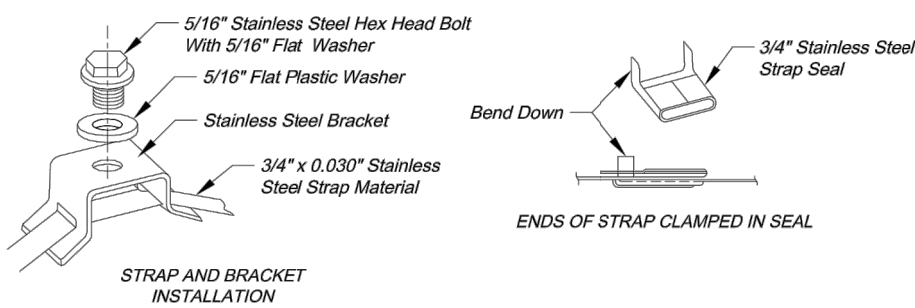 5/16" Stainless Steel Hex Head Bolt
With 5/16" Flat Washer
5/16" Flat Plastic Washer
Stainless Steel Bracket
3/4" x 0.030" Stainless
Steel Strap Material
STRAP AND BRACKET
INSTALLATION
3/4" Stainless Steel
Strap Seal
Bend Down
ENDS OF STRAP CLAMPED IN SEAL